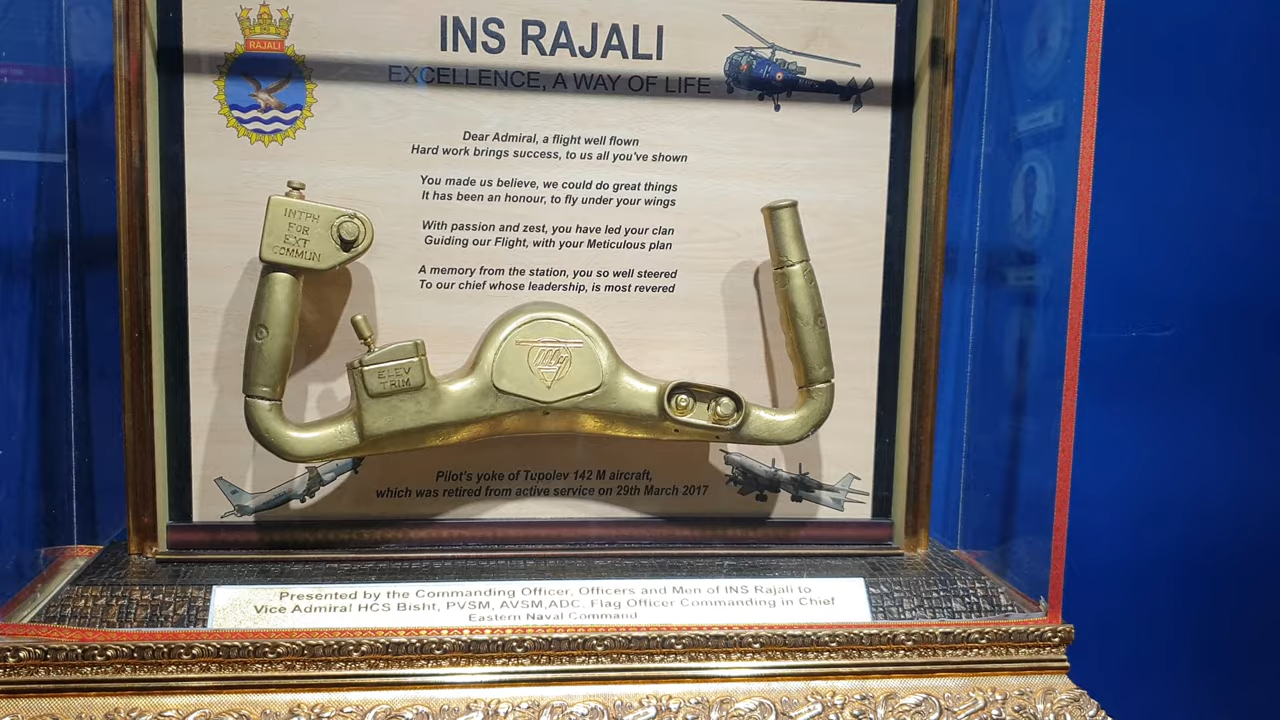 INS RAJALI
RAJALI
EXCELLENCE, A WAY OF LIFE
Dear Admiral, a flight well flown
Hard work brings success, to us all you've shown
You made us believe, we could do great things
It has been an honour, to fly under your wings
With passion and zest, you have led your clan
Guiding our Flight, with your Meticulous plan
A memory from the station, you so well steered
To our chief whose leadership, is most revered
INTPH
FOR
EXT
COMMUN
ELEV
TRIM
Pilot's yoke of Tupolev 142 M aircraft,
which was retired from active service on 29th March 2017
Presented by the Commanding Officer, Officers and Men of INS Rajali to
Vice Admiral HCS Bisht, PVSM, AVSM,ADC. Flag Officer Commanding in Chief
Eastern Naval Command